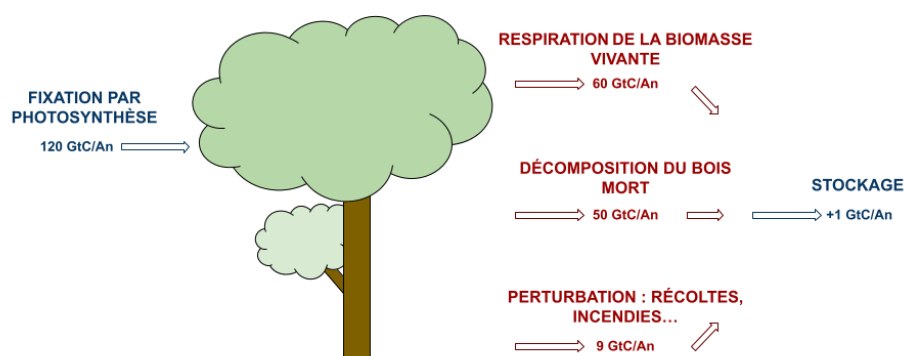 FIXATION PAR
PHOTOSYNTHÈSE
120 GtC/An
RESPIRATION DE LA BIOMASSE
VIVANTE
60 GtC/An
DÉCOMPOSITION DU BOIS
MORT
50 GtC/An
PERTURBATION : RÉCOLTES,
INCENDIES…
9 GtC/An
STOCKAGE
+1 GtC/An